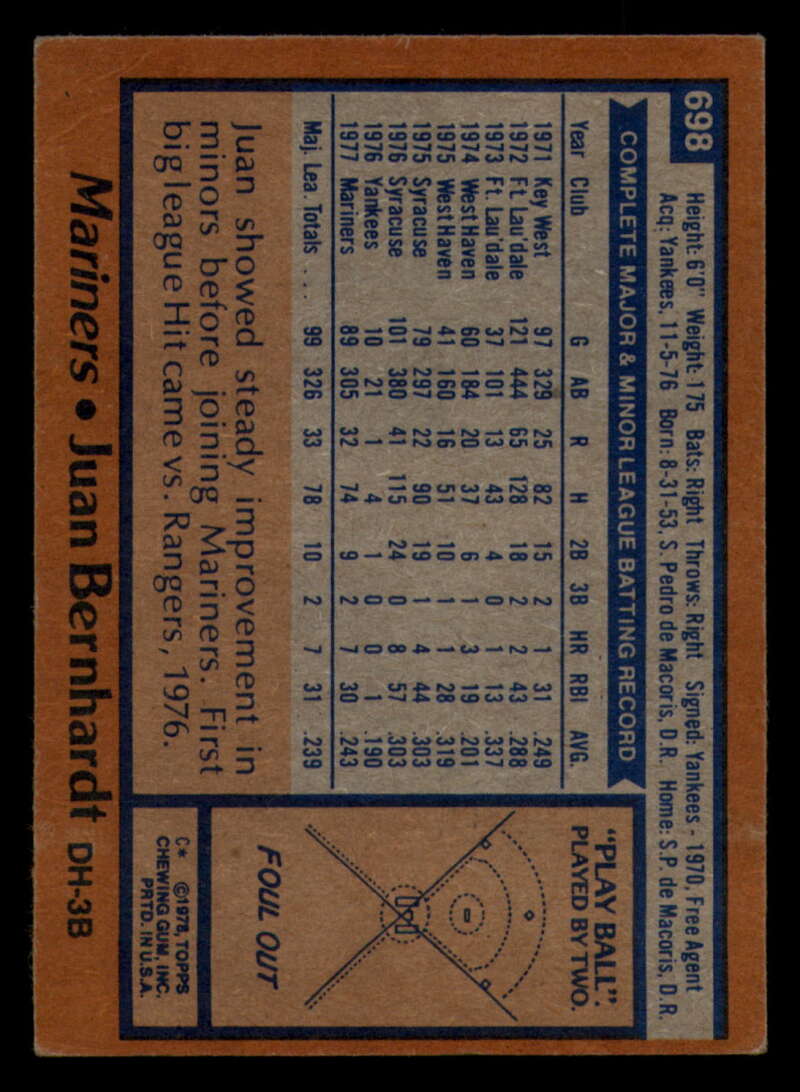 698
Height: 6'0" Weight: 175 Bats: Right Throws: Right Signed: Yankees - 1970, Free Agent
Acq: Yankees, 11-5-76 Born: 8-31-53, S. Pedro de Macoris, D.R. Home: S.P. de Macoris, D.R.
COMPLETE MAJOR & MINOR LEAGUE BATTING RECORD
Year Club G AB R H 2B 3B HR RBI AVG.
1971 Key West 97 329 25 82 15 2 1 31 .249
1972 Ft. Lau'dale 121 444 65 128 18 2 2 43 .288
1973 Ft. Lau'dale 37 101 13 43 4 0 1 13 .337
1974 West Haven 60 184 20 37 6 1 3 19 .201
1975 West Haven 41 160 16 51 10 1 1 28 .319
1975 Syracuse 79 297 22 90 19 1 4 44 .303
1976 Syracuse 101 380 41 115 24 0 8 57 .303
1976 Yankees 10 21 1 4 1 0 0 1 .190
1977 Mariners 89 305 32 74 9 2 7 30 .243
Maj. Lea. Totals ... 99 326 33 78 10 2 7 31 .239
Juan showed steady improvement in
minors before joining Mariners. First
big league Hit came vs. Rangers, 1976.
"PLAY BALL".
PLAYED BY TWO.
FOUL OUT
Mariners • Juan Bernhardt DH-3B
C* ©1978, TOPPS
CHEWING GUM, INC.
PRTD. IN U.S.A.